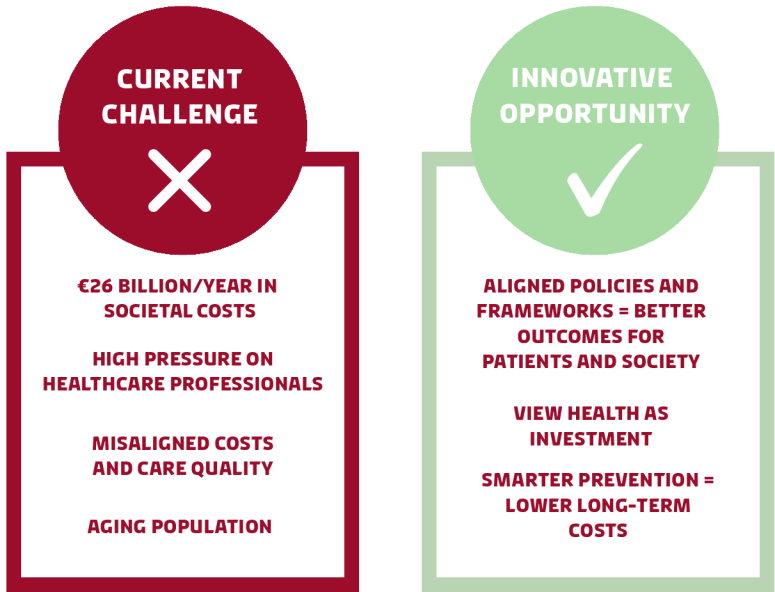 CURRENT
CHALLENGE
€26 BILLION/YEAR IN
SOCIETAL COSTS
HIGH PRESSURE ON
HEALTHCARE PROFESSIONALS
MISALIGNED COSTS
AND CARE QUALITY
AGING POPULATION
INNOVATIVE
OPPORTUNITY
ALIGNED POLICIES AND
FRAMEWORKS = BETTER
OUTCOMES FOR
PATIENTS AND SOCIETY
VIEW HEALTH AS
INVESTMENT
SMARTER PREVENTION =
LOWER LONG-TERM
COSTS